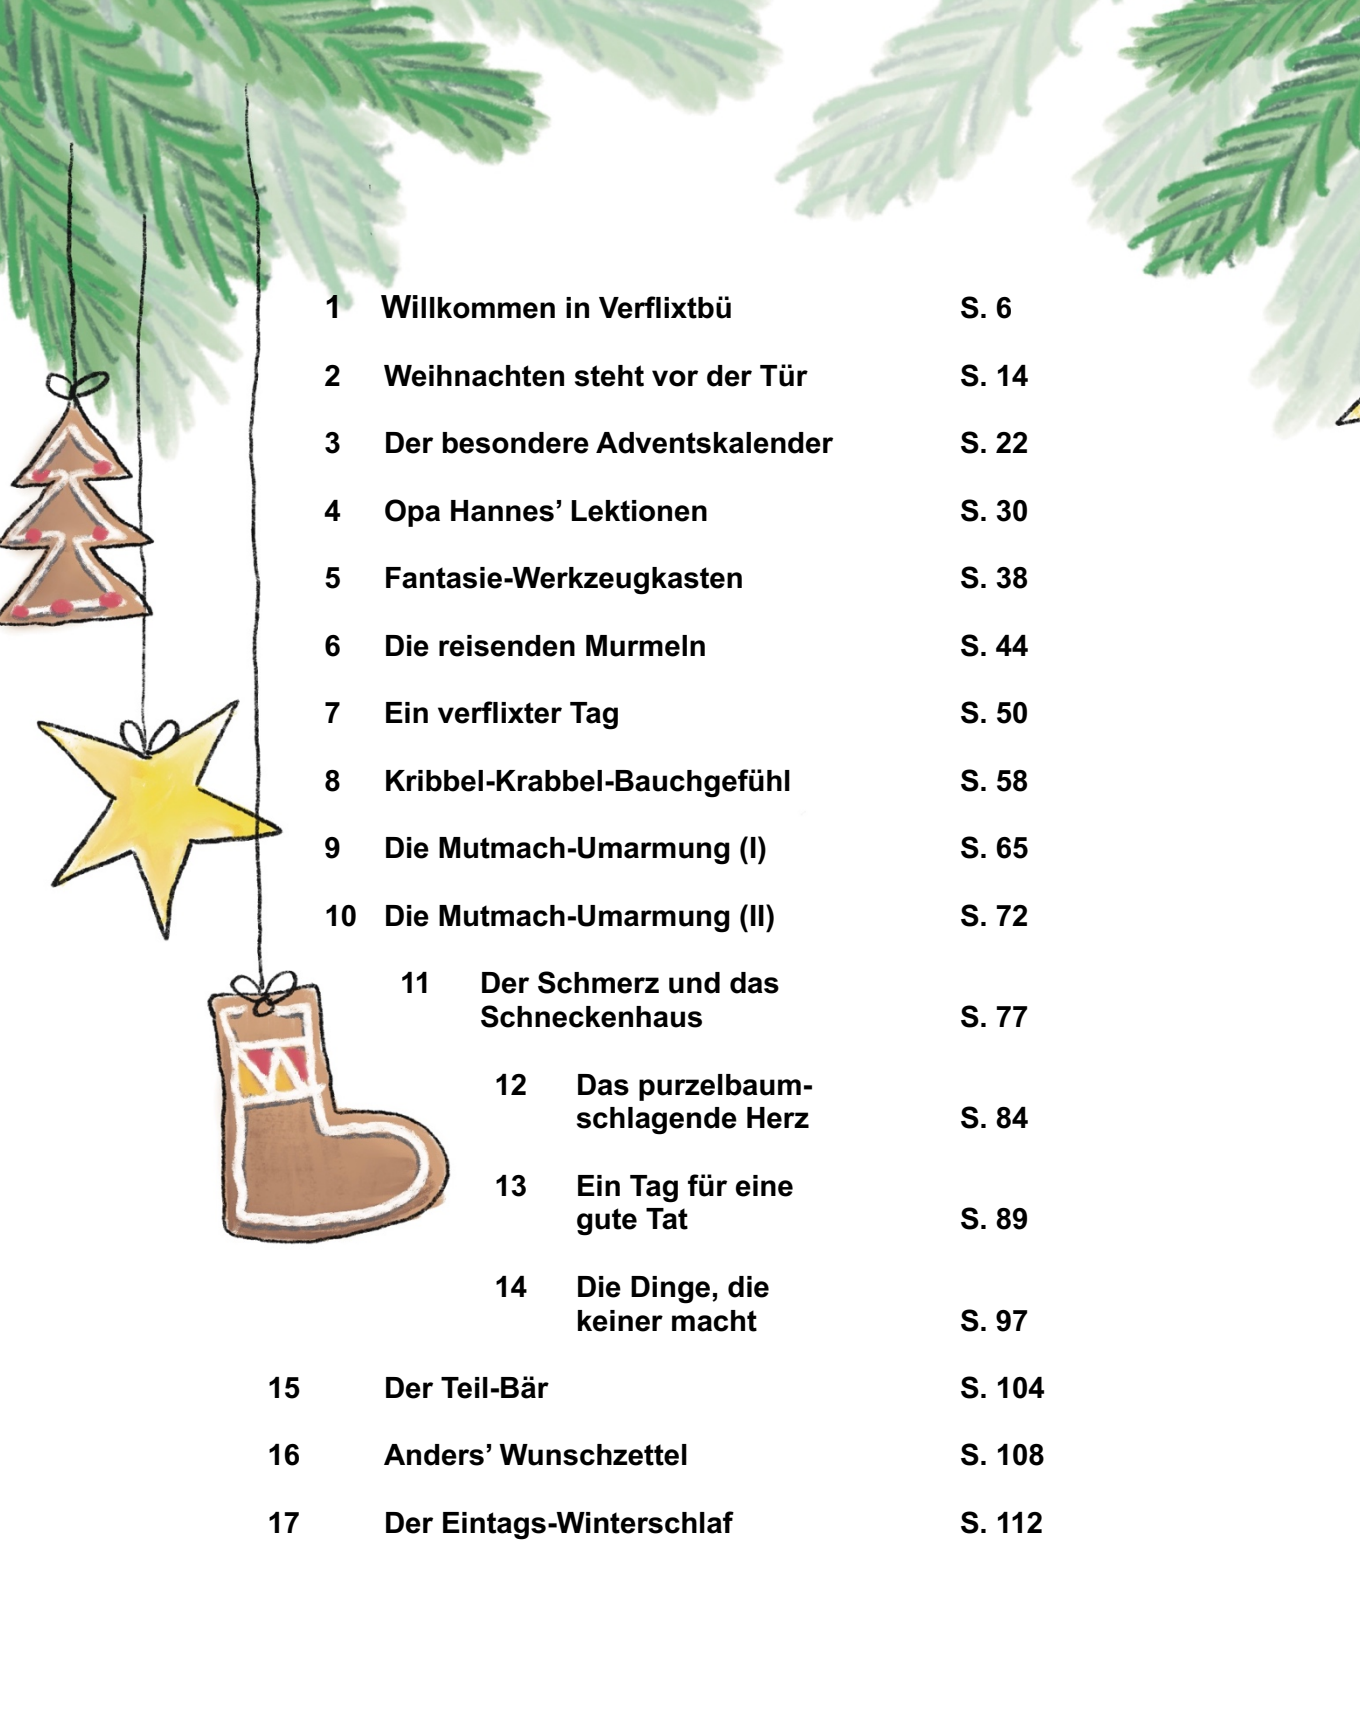 1 Willkommen in Verflixtbü S. 6
2 Weihnachten steht vor der Tür S. 14
3 Der besondere Adventskalender S. 22
4 Opa Hannes’ Lektionen S. 30
5 Fantasie-Werkzeugkasten S. 38
6 Die reisenden Murmeln S. 44
7 Ein verflixter Tag S. 50
8 Kribbel-Krabbel-Bauchgefühl S. 58
9 Die Mutmach-Umarmung (I) S. 65
10 Die Mutmach-Umarmung (II) S. 72
11 Der Schmerz und das
Schneckenhaus S. 77
12 Das purzelbaum-
schlagende Herz S. 84
13 Ein Tag für eine
gute Tat S. 89
14 Die Dinge, die
keiner macht S. 97
15 Der Teil-Bär S. 104
16 Anders’ Wunschzettel S. 108
17 Der Eintags-Winterschlaf S. 112